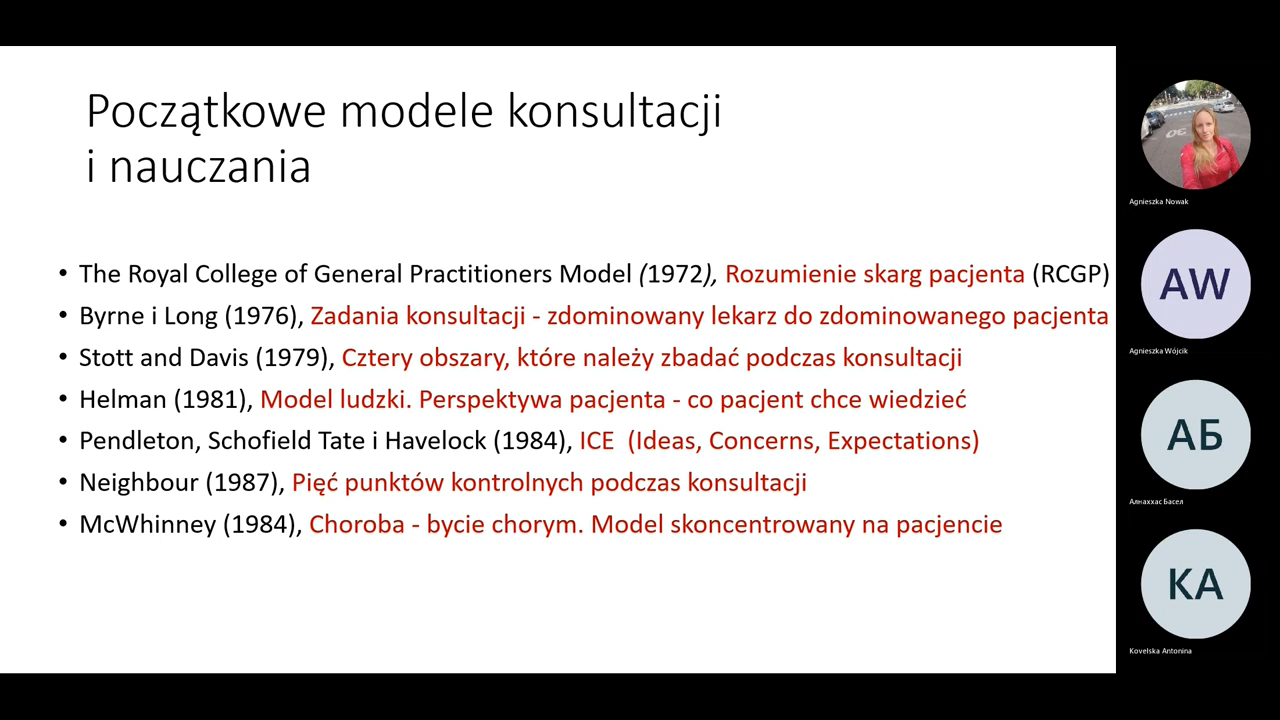 Początkowe modele konsultacji
i nauczania
• The Royal College of General Practitioners Model (1972), Rozumienie skarg pacjenta (RCGP)
• Byrne i Long (1976), Zadania konsultacji - zdominowany lekarz do zdominowanego pacjenta
• Stott and Davis (1979), Cztery obszary, które należy zbadać podczas konsultacji
• Helman (1981), Model ludzki. Perspektywa pacjenta - co pacjent chce wiedzieć
• Pendleton, Schofield Tate i Havelock (1984), ICE (Ideas, Concerns, Expectations)
• Neighbour (1987), Pięć punktów kontrolnych podczas konsultacji
• McWhinney (1984), Choroba - bycie chorym. Model skoncentrowany na pacjencie
Agnieszka Nowak
AW
Agnieszka Wójcik
АБ
Алнаххас Басел
KA
Kovelska Antonina